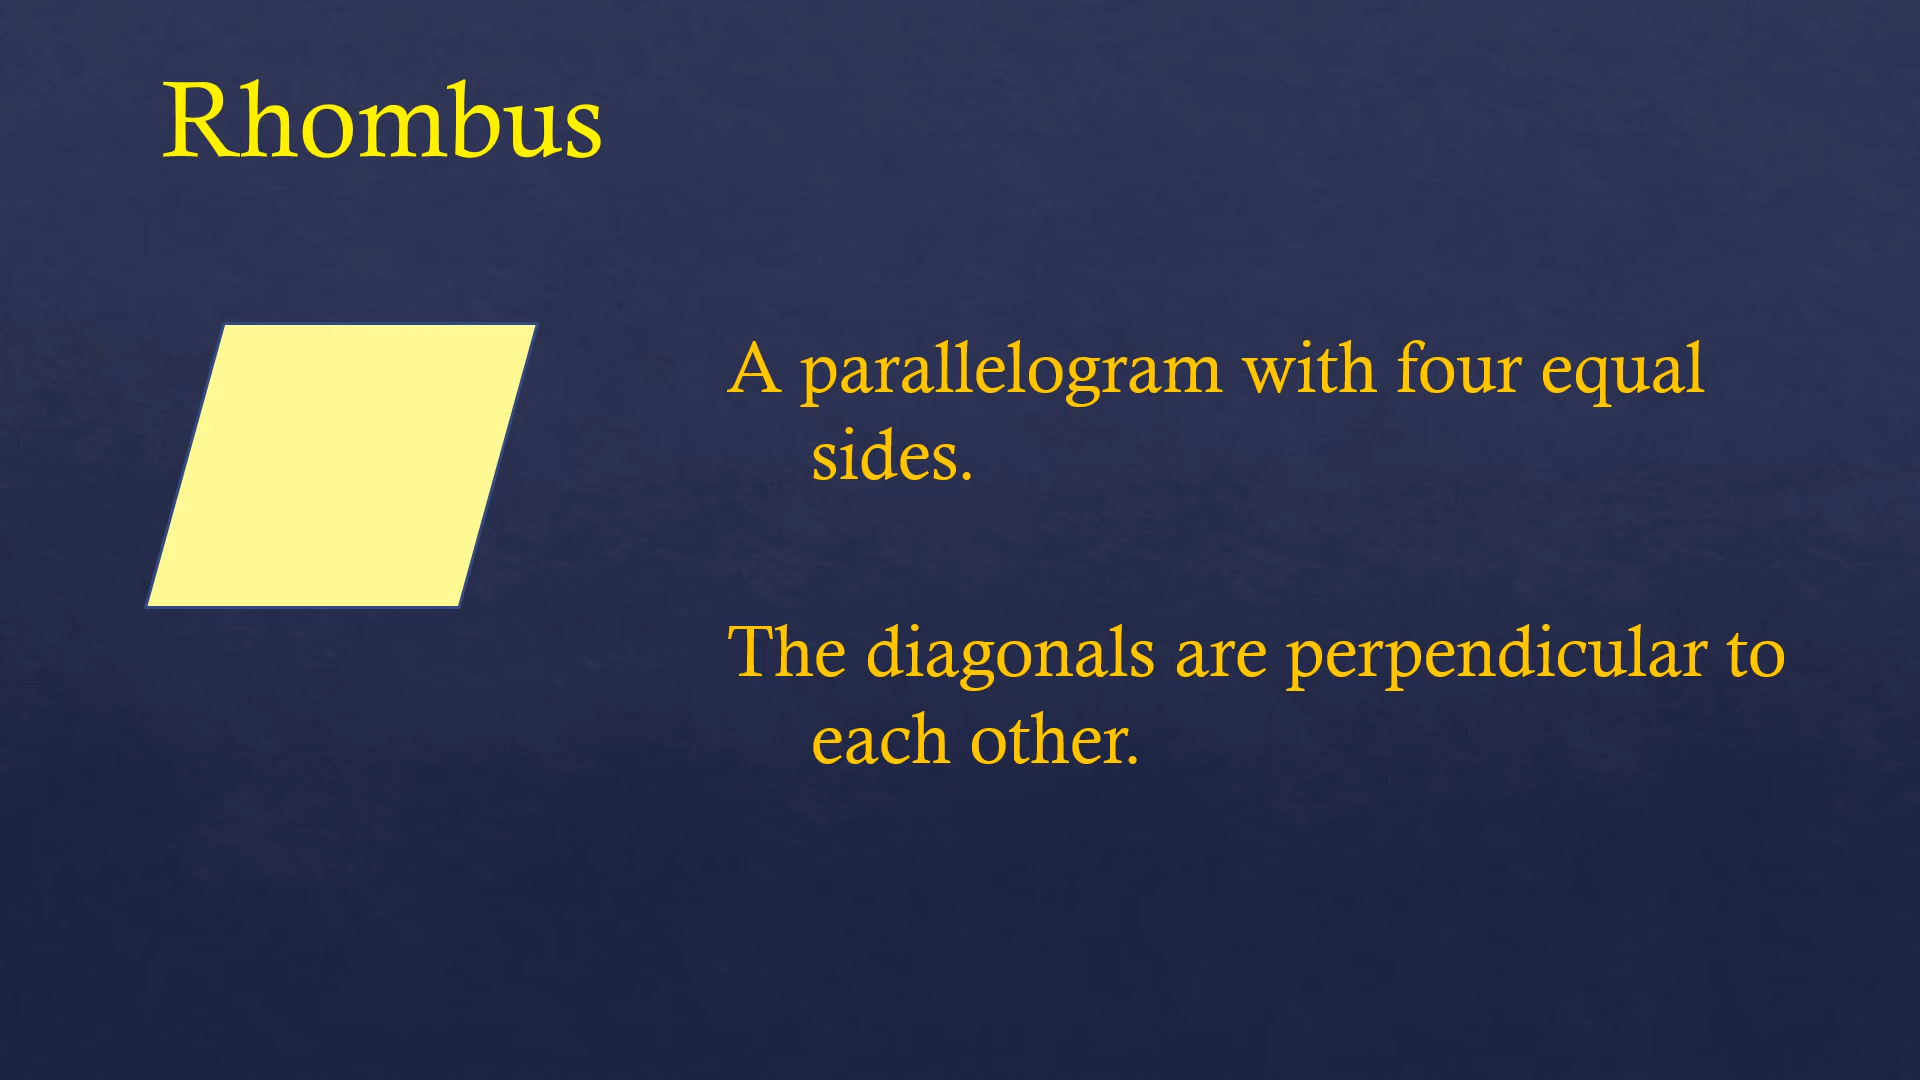 Rhombus
A parallelogram with four equal
sides.
The diagonals are perpendicular to
each other.